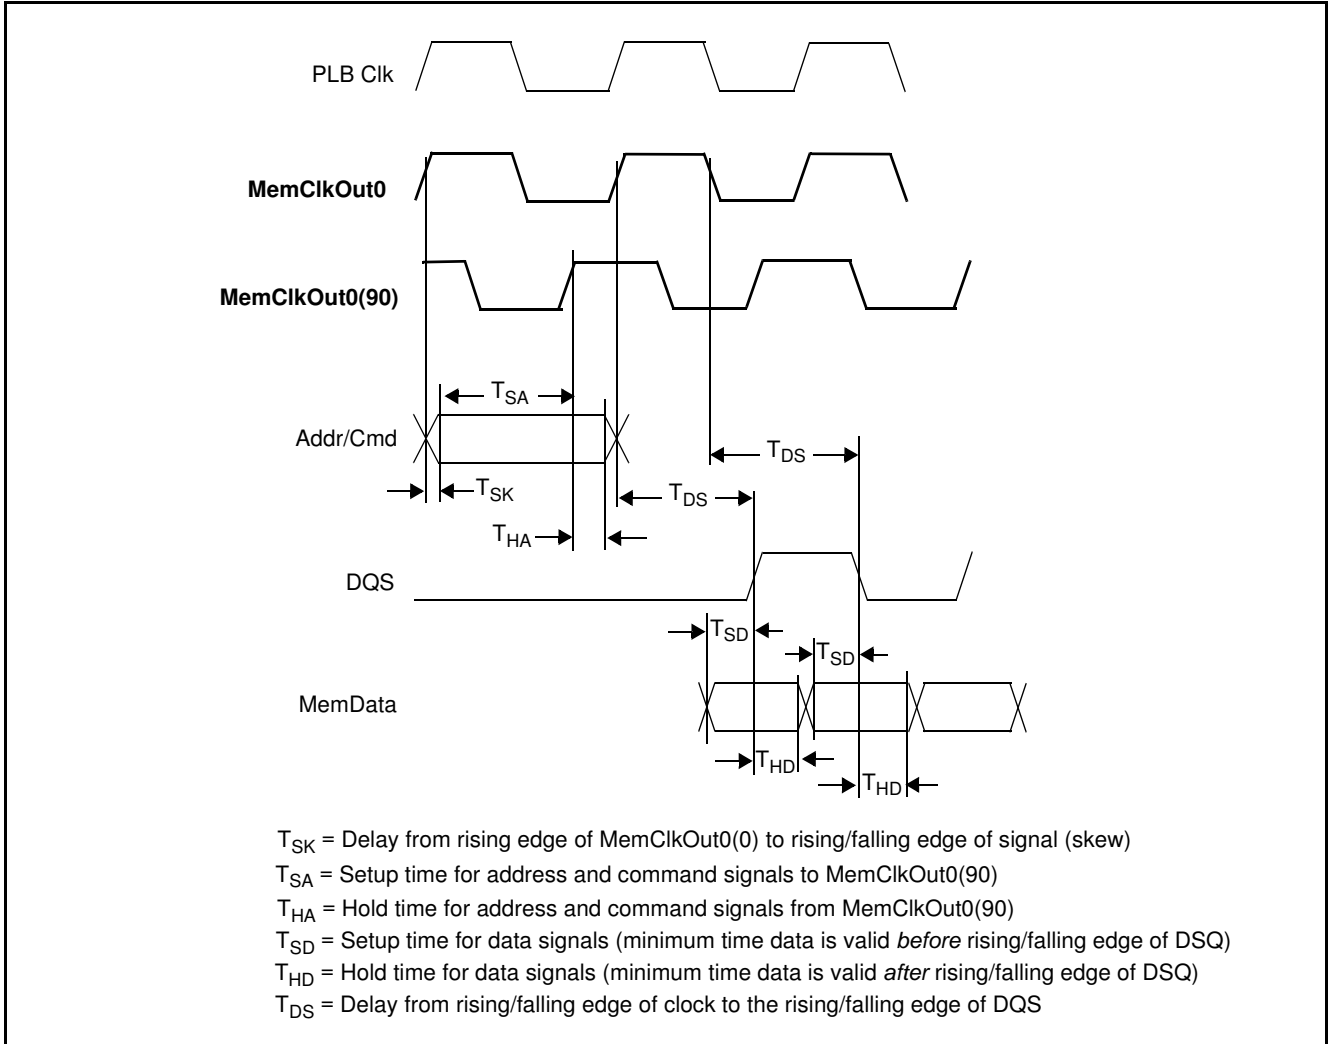 PLB Clk
MemClkOut0
MemClkOut0(90)
TSA
Addr/Cmd
TDS
TSK
TDS
THA
DQS
TSD
TSD
MemData
THD
THD
TSK = Delay from rising edge of MemClkOut0(0) to rising/falling edge of signal (skew)
TSA = Setup time for address and command signals to MemClkOut0(90)
THA = Hold time for address and command signals from MemClkOut0(90)
TSD = Setup time for data signals (minimum time data is valid before rising/falling edge of DSQ)
THD = Hold time for data signals (minimum time data is valid after rising/falling edge of DSQ)
TDS = Delay from rising/falling edge of clock to the rising/falling edge of DQS